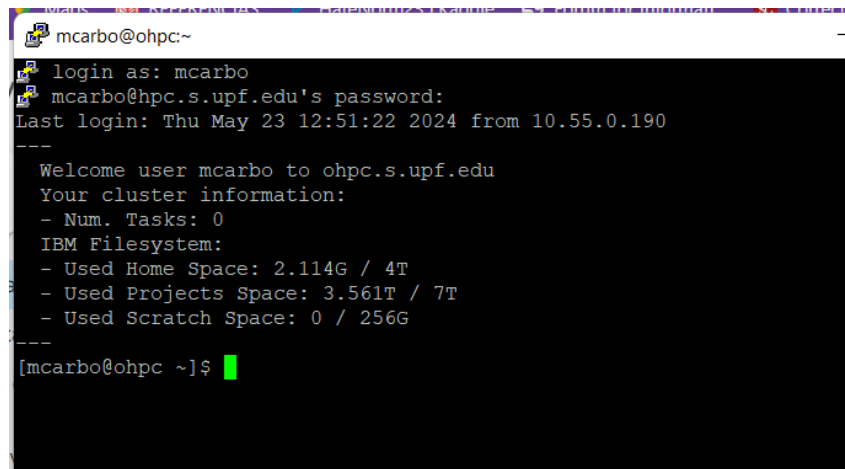 mcarbo@ohpc:~
login as: mcarbo
mcarbo@hpc.s.upf.edu's password:
Last login: Thu May 23 12:51:22 2024 from 10.55.0.190
---
Welcome user mcarbo to ohpc.s.upf.edu
Your cluster information:
- Num. Tasks: 0
IBM Filesystem:
- Used Home Space: 2.114G / 4T
- Used Projects Space: 3.561T / 7T
- Used Scratch Space: 0 / 256G
---
[mcarbo@ohpc ~]$